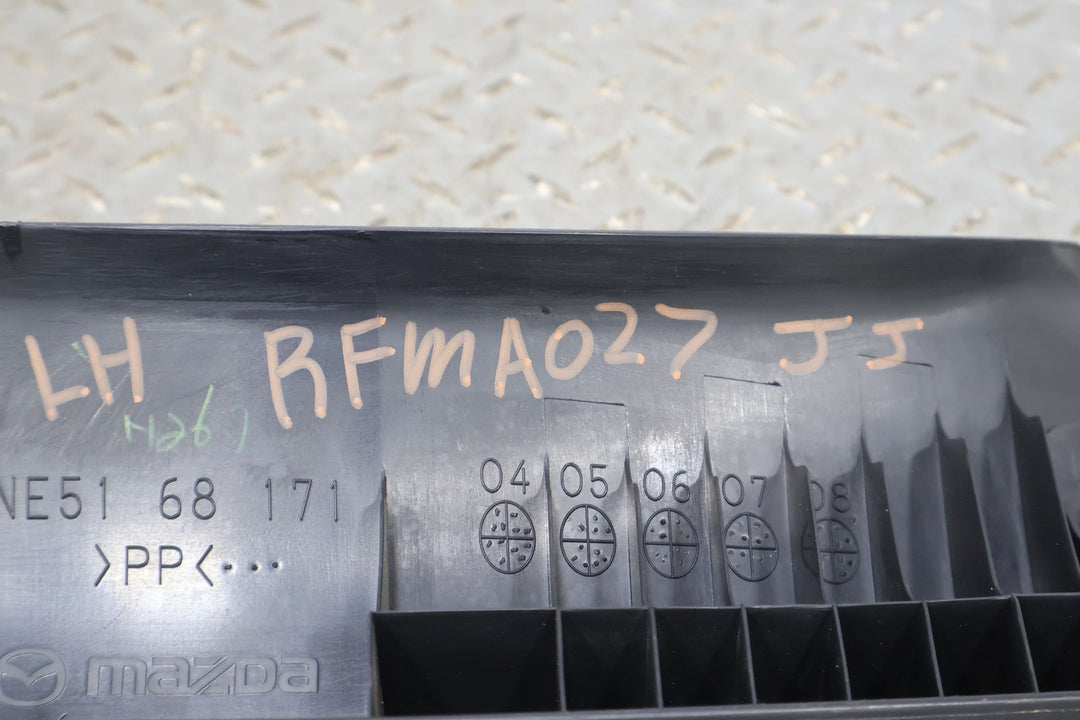 LH RFMA027 JJ
NE51 68 171
>PP<
04 05 06 07 08
mazda